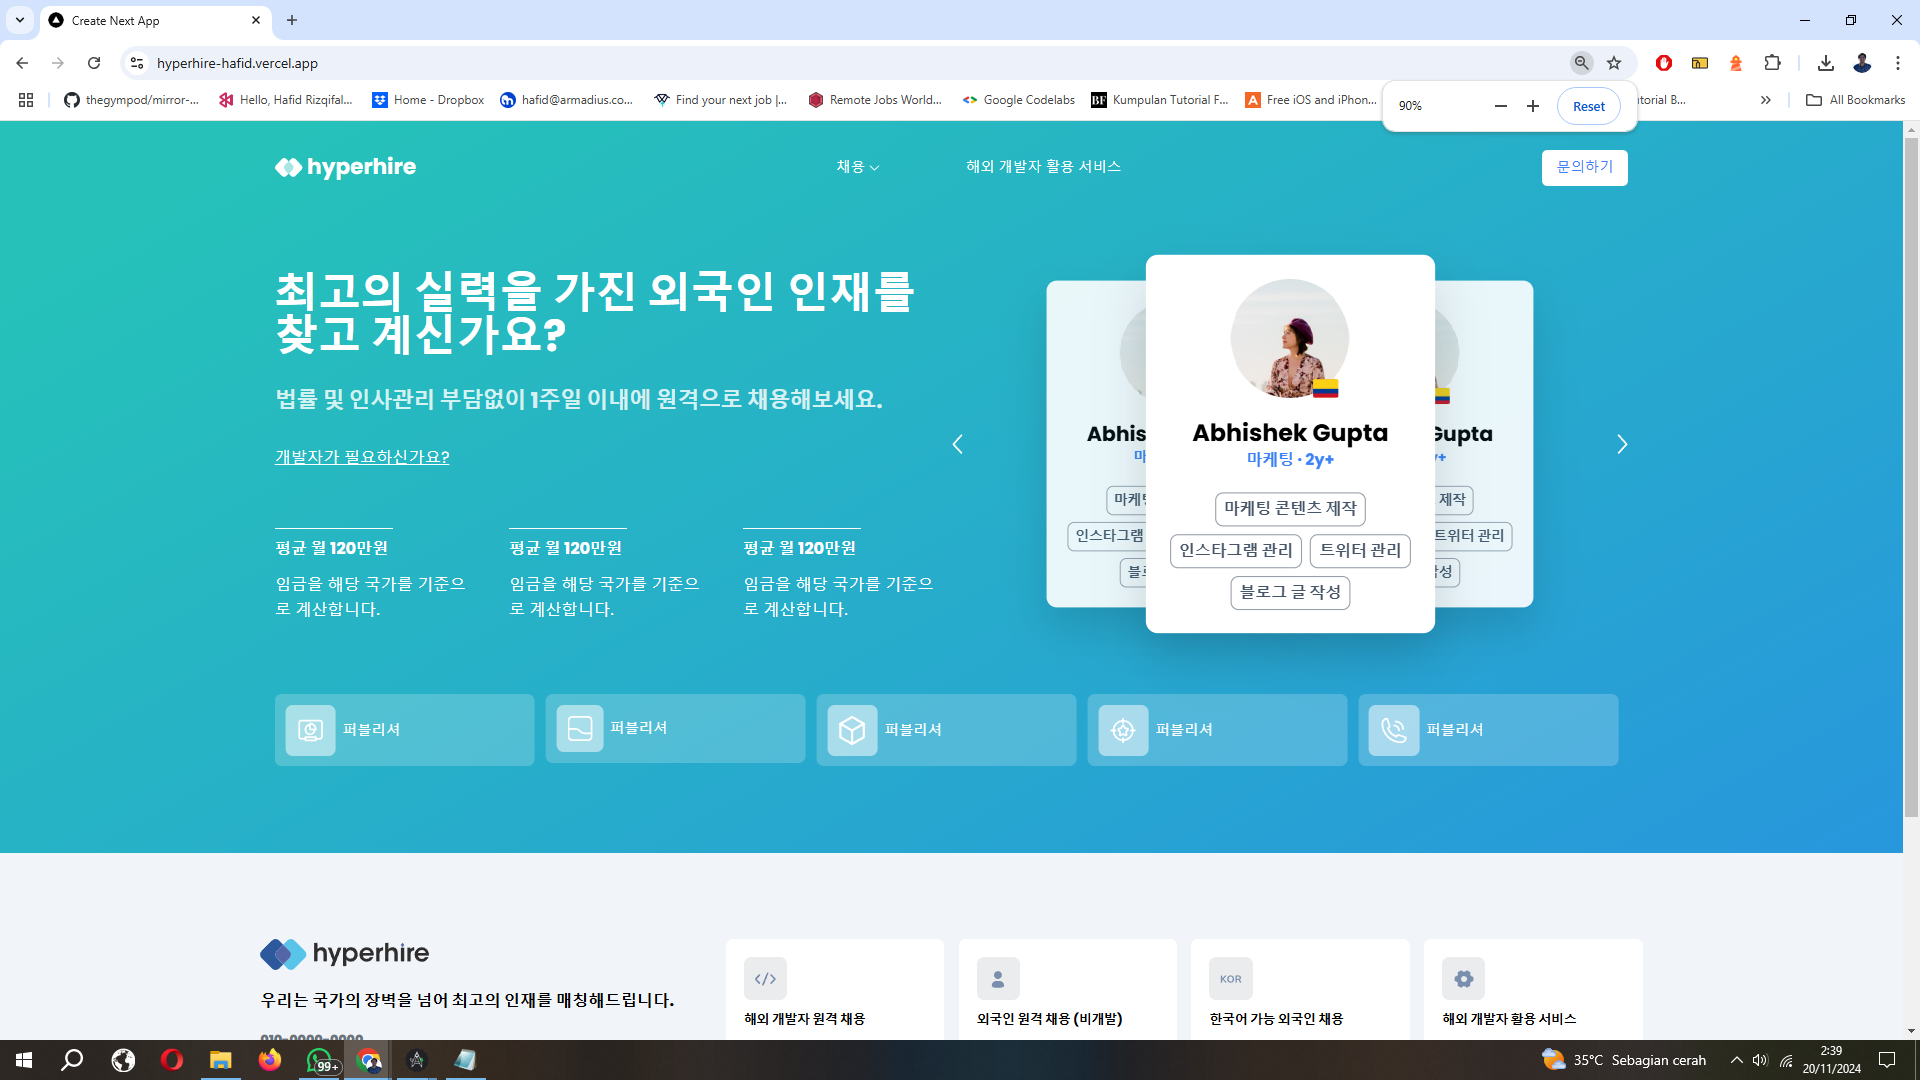 Create Next App
hyperhire-hafid.vercel.app
thegympod/mirror-...
Hello, Hafid Rizqifal...
Home - Dropbox
hafid@armadius.co...
Find your next job |...
Remote Jobs World...
Google Codelabs
BF
Kumpulan Tutorial F...
Free iOS and iPhon...
torial B...
All Bookmarks
90%
Reset
hyperhire
채용
해외 개발자 활용 서비스
문의하기
최고의 실력을 가진 외국인 인재를
찾고 계신가요?
법률 및 인사관리 부담없이 1주일 이내에 원격으로 채용해보세요.
개발자가 필요하신가요?
평균 월 120만원
임금을 해당 국가를 기준으
로 계산합니다.
평균 월 120만원
임금을 해당 국가를 기준으
로 계산합니다.
평균 월 120만원
임금을 해당 국가를 기준으
로 계산합니다.
Abhis
마
마케
인스타그램
블
Abhishek Gupta
마케팅 · 2y+
마케팅 콘텐츠 제작
인스타그램 관리
트위터 관리
블로그 글 작성
Gupta
y+
제작
트위터 관리
작성
퍼블리셔
퍼블리셔
퍼블리셔
퍼블리셔
퍼블리셔
hyperhire
우리는 국가의 장벽을 넘어 최고의 인재를 매칭해드립니다.
010-0000-0000
</>
해외 개발자 원격 채용
외국인 원격 채용 (비개발)
KOR
한국어 가능 외국인 채용
해외 개발자 활용 서비스
99+
35°C Sebagian cerah
2:39
20/11/2024